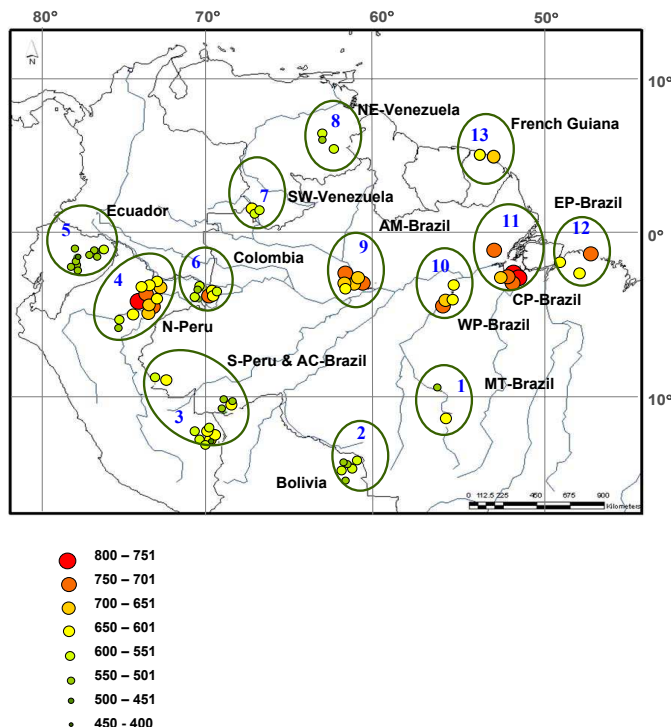 80° 70° 60° 50°
N
10°
NE-Venezuela
8
13
French Guiana
7
SW-Venezuela
EP-Brazil
Ecuador
5
AM-Brazil
11
12
0°
Colombia
6
9
10
4
CP-Brazil
N-Peru
WP-Brazil
S-Peru & AC-Brazil
1
MT-Brazil
3
10°
2
Bolivia
0 112.5 225 450 675 900
Kilometers
800 – 751
750 – 701
700 – 651
650 – 601
600 – 551
550 – 501
500 – 451
450 - 400